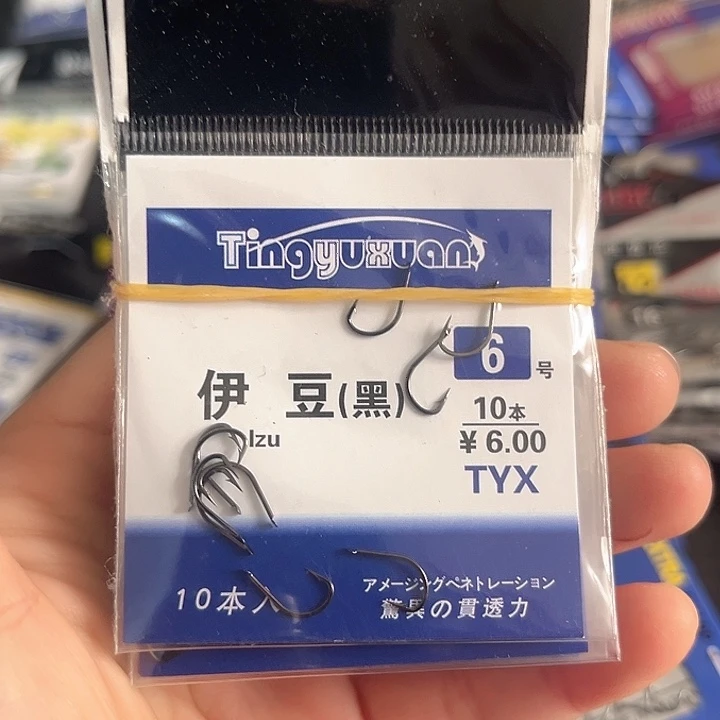 Tingyuxuan
6号
伊 豆(黑)
Izu
10本
¥ 6.00
TYX
10本入
アメージングペネトレーション
驚異の貫透力